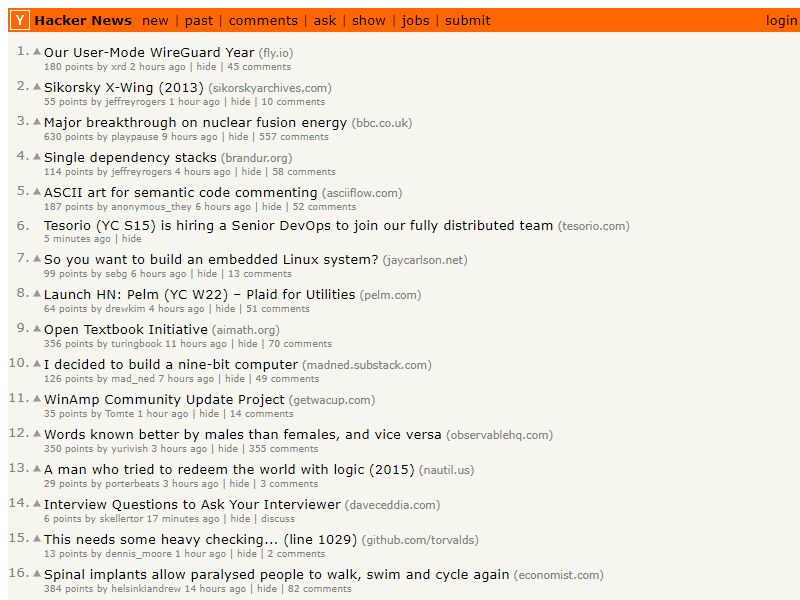 Y Hacker News new | past | comments | ask | show | jobs | submit login
1. Our User-Mode WireGuard Year (fly.io)
180 points by xrd 2 hours ago | hide | 45 comments
2. Sikorsky X-Wing (2013) (sikorskyarchives.com)
55 points by jeffreyrogers 1 hour ago | hide | 10 comments
3. Major breakthrough on nuclear fusion energy (bbc.co.uk)
630 points by playpause 9 hours ago | hide | 557 comments
4. Single dependency stacks (brandur.org)
114 points by jeffreyrogers 4 hours ago | hide | 58 comments
5. ASCII art for semantic code commenting (asciiflow.com)
187 points by anonymous_they 6 hours ago | hide | 52 comments
6. Tesorio (YC S15) is hiring a Senior DevOps to join our fully distributed team (tesorio.com)
5 minutes ago | hide
7. So you want to build an embedded Linux system? (jaycarlson.net)
99 points by sebg 6 hours ago | hide | 13 comments
8. Launch HN: Pelm (YC W22) – Plaid for Utilities (pelm.com)
64 points by drewkim 4 hours ago | hide | 51 comments
9. Open Textbook Initiative (aimath.org)
356 points by turingbook 11 hours ago | hide | 70 comments
10. I decided to build a nine-bit computer (madned.substack.com)
126 points by mad_ned 7 hours ago | hide | 49 comments
11. WinAmp Community Update Project (getwacup.com)
35 points by Tomte 1 hour ago | hide | 14 comments
12. Words known better by males than females, and vice versa (observablehq.com)
350 points by yurivish 3 hours ago | hide | 355 comments
13. A man who tried to redeem the world with logic (2015) (nautil.us)
29 points by porterbeats 3 hours ago | hide | 3 comments
14. Interview Questions to Ask Your Interviewer (daveceddia.com)
6 points by skellertor 17 minutes ago | hide | discuss
15. This needs some heavy checking... (line 1029) (github.com/torvalds)
13 points by dennis_moore 1 hour ago | hide | 2 comments
16. Spinal implants allow paralysed people to walk, swim and cycle again (economist.com)
384 points by helsinkiandrew 14 hours ago | hide | 82 comments